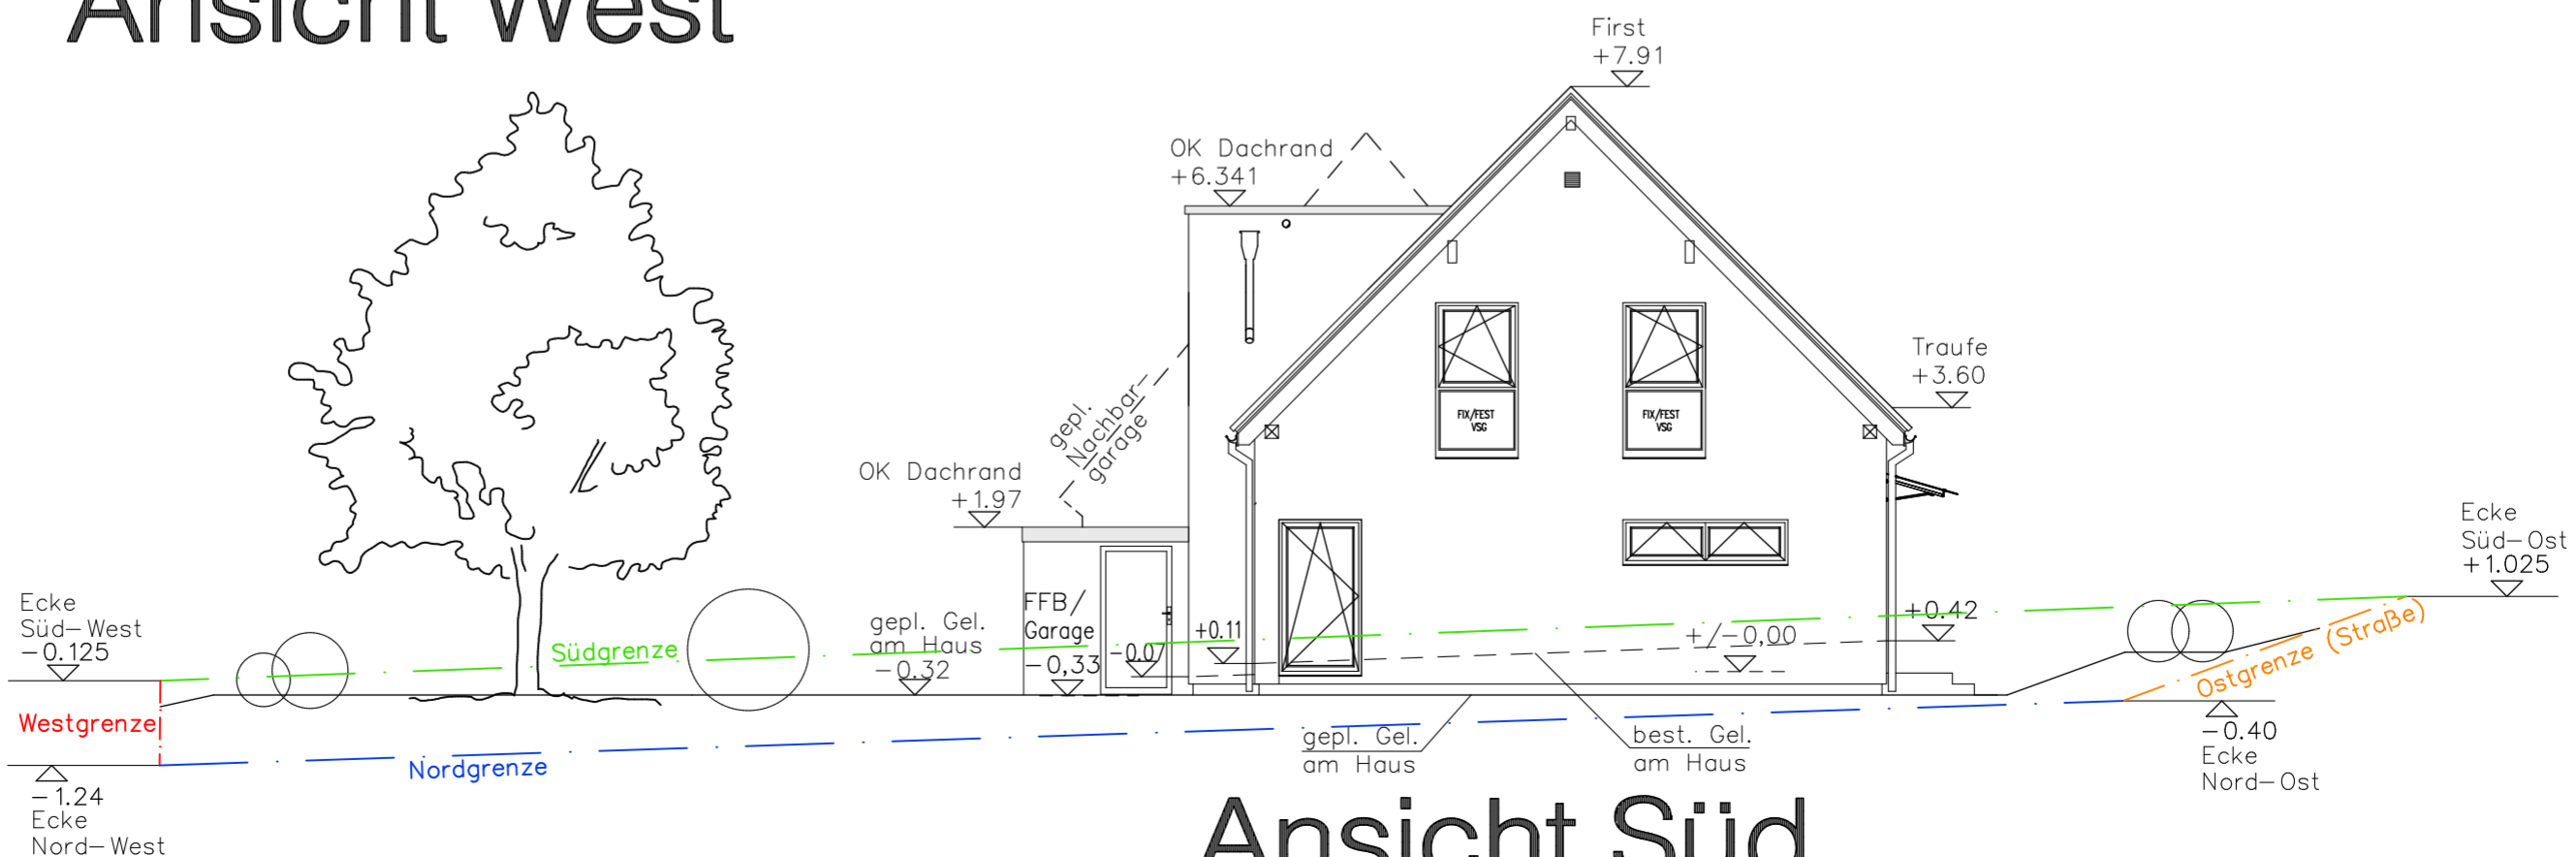 Ansicht West
First
+7.91
OK Dachrand
+6.341
Traufe
+3.60
gepl.
Nachbar-
garage
FIX/FEST
VSG
FIX/FEST
VSG
OK Dachrand
+1.97
Ecke
Süd-Ost
+1.025
Ecke
Süd-West
-0.125
Südgrenze
gepl. Gel.
am Haus
-0.32
FFB/
Garage
-0,33
-0.07
+0.11
+/-0,00
+0.42
Ostgrenze (Straße)
Westgrenze
Nordgrenze
gepl. Gel.
am Haus
best. Gel.
am Haus
-0.40
Ecke
Nord-Ost
-1.24
Ecke
Nord-West
Ansicht Süd